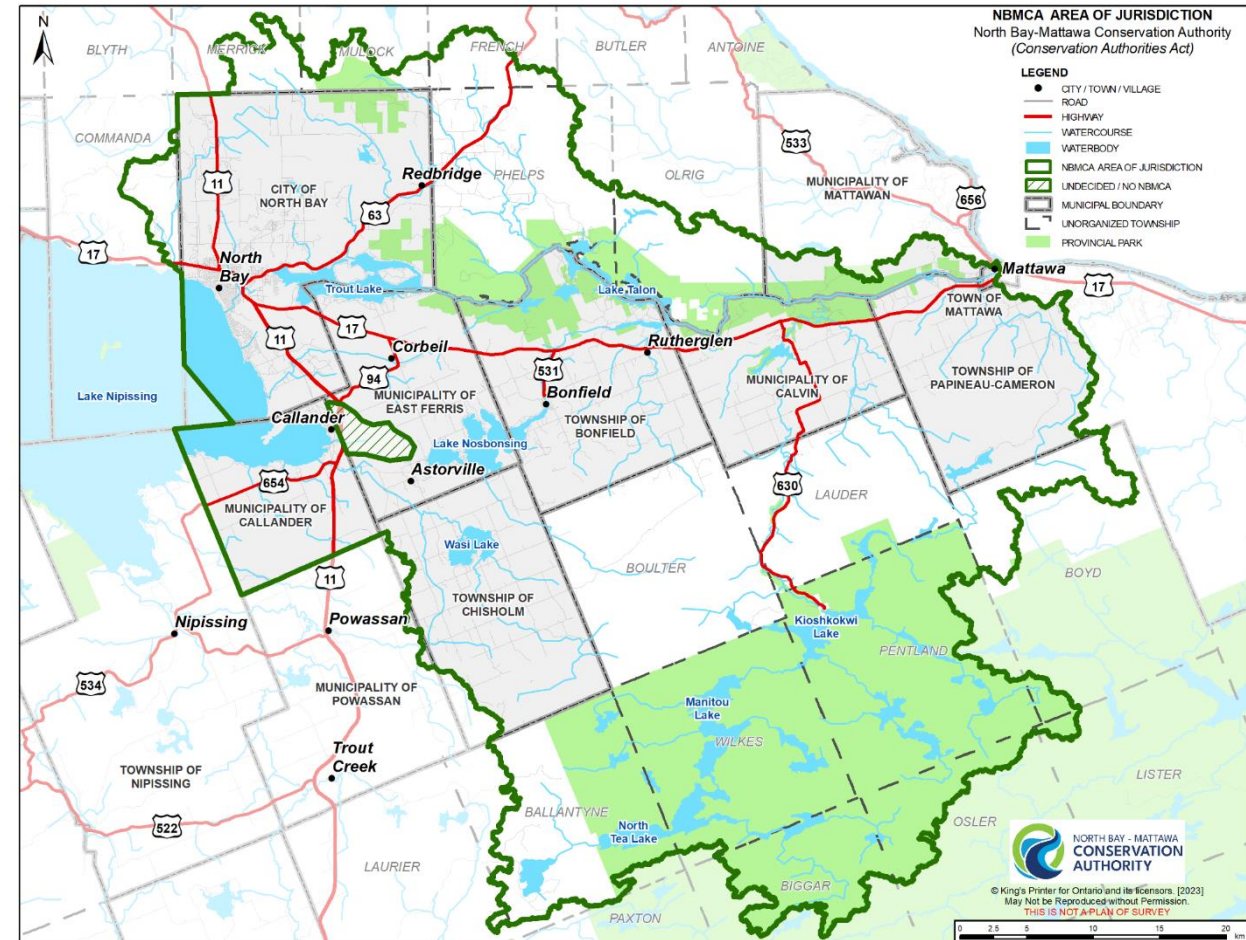 NBMCA AREA OF JURISDICTION
North Bay-Mattawa Conservation Authority
(Conservation Authorities Act)
LEGEND
CITY / TOWN / VILLAGE
ROAD
HIGHWAY
WATERCOURSE
WATERBODY
NBMCA AREA OF JURISDICTION
UNDECIDED / NO NBMCA
MUNICIPAL BOUNDARY
UNORGANIZED TOWNSHIP
PROVINCIAL PARK
N
BLYTH
MERRICK
MULOCK
FRENCH
BUTLER
ANTOINE
COMMANDA
11
CITY OF
NORTH BAY
Redbridge
63
PHELPS
OLRIG
533
MUNICIPALITY OF
MATTAWAN
656
17
North
Bay
Trout Lake
Lake Talon
Mattawa
17
TOWN OF
MATTAWA
11
17
Corbeil
94
MUNICIPALITY OF
EAST FERRIS
531
Bonfield
Rutherglen
TOWNSHIP OF
BONFIELD
MUNICIPALITY OF
CALVIN
TOWNSHIP OF
PAPINEAU-CAMERON
Lake Nipissing
Callander
Lake Nosbonsing
Astorville
654
MUNICIPALITY OF
CALLANDER
630
LAUDER
Wasi Lake
BOULTER
BOYD
11
TOWNSHIP OF
CHISHOLM
Nipissing
Powassan
Kioshkokwi
Lake
PENTLAND
534
MUNICIPALITY OF
POWASSAN
Manitou
Lake
WILKES
Trout
Creek
TOWNSHIP OF
NIPISSING
LISTER
522
BALLANTYNE
North
Tea Lake
OSLER
LAURIER
BIGGAR
PAXTON
NORTH BAY - MATTAWA
CONSERVATION
AUTHORITY
© King's Printer for Ontario and its licensors. [2023]
May Not be Reproduced without Permission.
THIS IS NOT A PLAN OF SURVEY
0 2.5 5 10 15 20
km